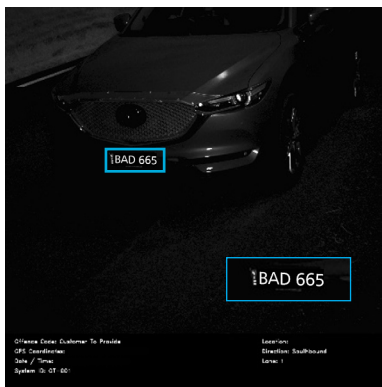 BAD 665
BAD 665
Offence Code: Customer To Provide
GPS Coordinates:
Date / Time:
System ID: GT-001
Location:
Direction: Southbound
Lane: 1